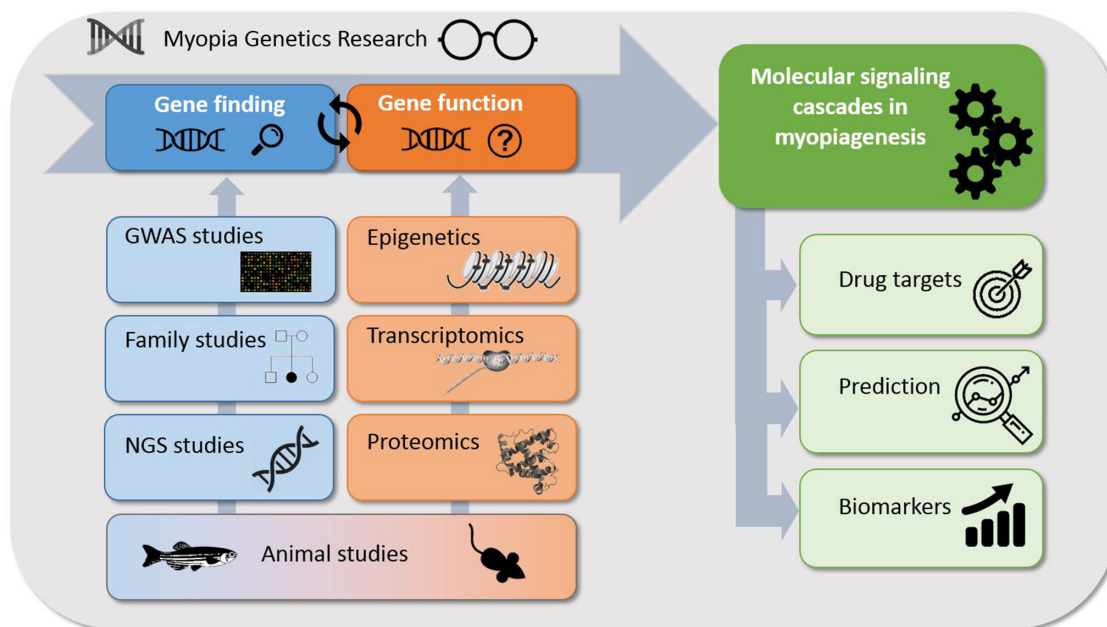 Myopia Genetics Research
Gene finding
Gene function
?
Molecular signaling
cascades in
myopiagenesis
GWAS studies
Epigenetics
Family studies
Transcriptomics
NGS studies
Proteomics
Animal studies
Drug targets
Prediction
Biomarkers